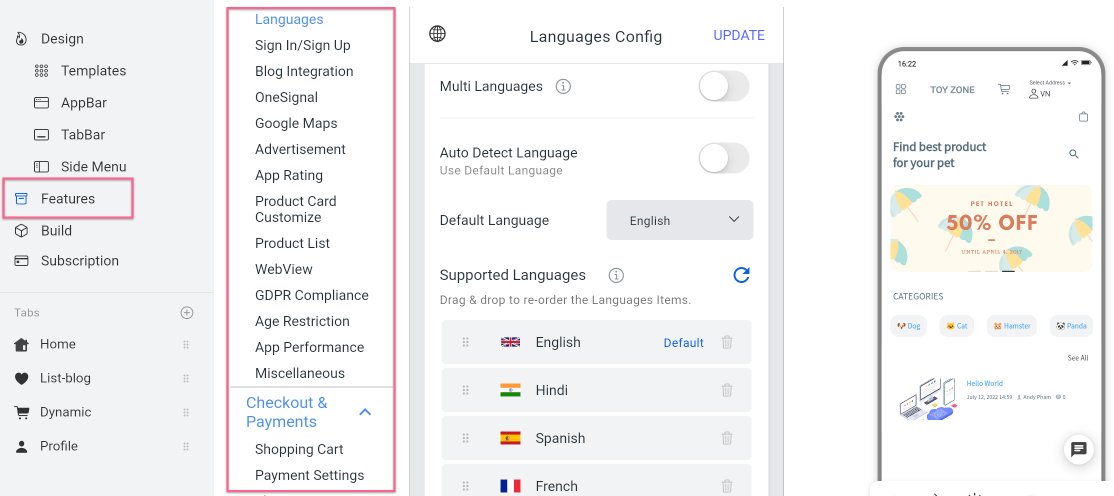 Design
Templates
AppBar
TabBar
Side Menu
Features
Build
Subscription
Tabs
Home
List-blog
Dynamic
Profile
Languages
Sign In/Sign Up
Blog Integration
OneSignal
Google Maps
Advertisement
App Rating
Product Card
Customize
Product List
WebView
GDPR Compliance
Age Restriction
App Performance
Miscellaneous
Checkout &
Payments
Shopping Cart
Payment Settings
Languages Config
UPDATE
Multi Languages
Auto Detect Language
Use Default Language
Default Language
English
Supported Languages
Drag & drop to re-order the Languages Items.
English
Default
Hindi
Spanish
French
16:22
TOY ZONE
Select Address
VN
Find best product
for your pet
PET HOTEL
50% OFF
UNTIL APRIL 4, 2017
CATEGORIES
Dog
Cat
Hamster
Panda
See All
Hello World
July 12, 2022 14:59
Andy Pham
0